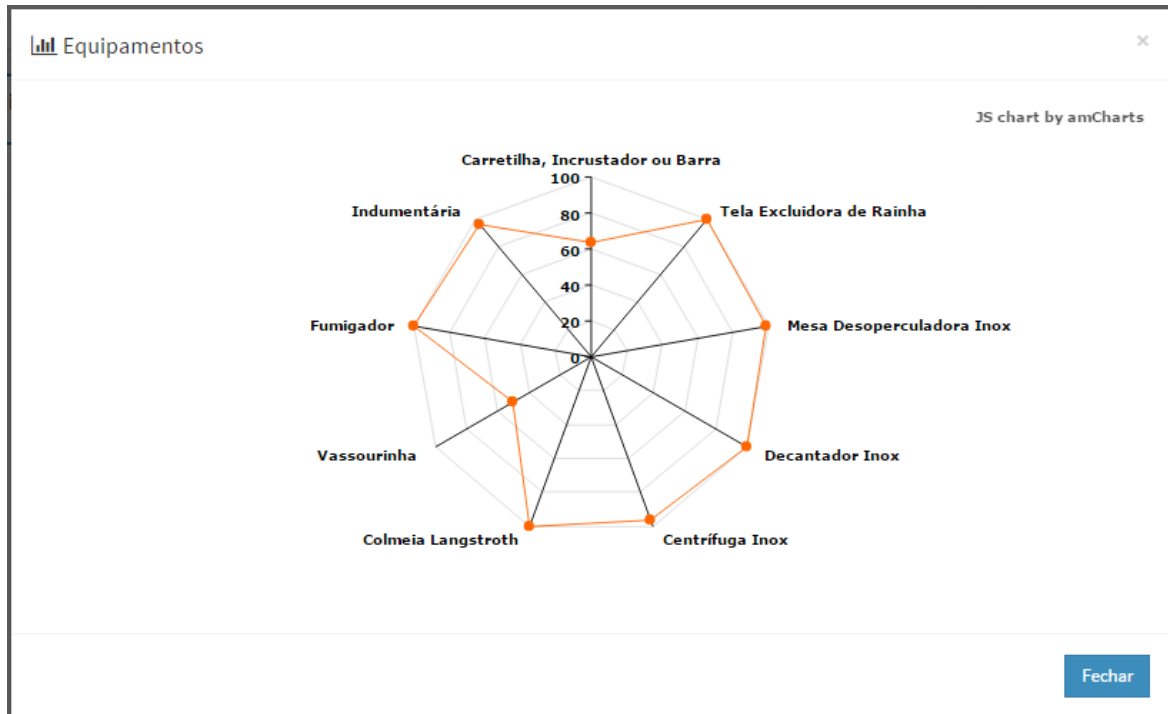 Equipamentos
×
JS chart by amCharts
Carretilha, Incrustador ou Barra
100
80
60
40
20
0
Indumentária
Tela Excluidora de Rainha
Fumigador
Mesa Desoperculadora Inox
Vassourinha
Decantador Inox
Colmeia Langstroth
Centrífuga Inox
Fechar